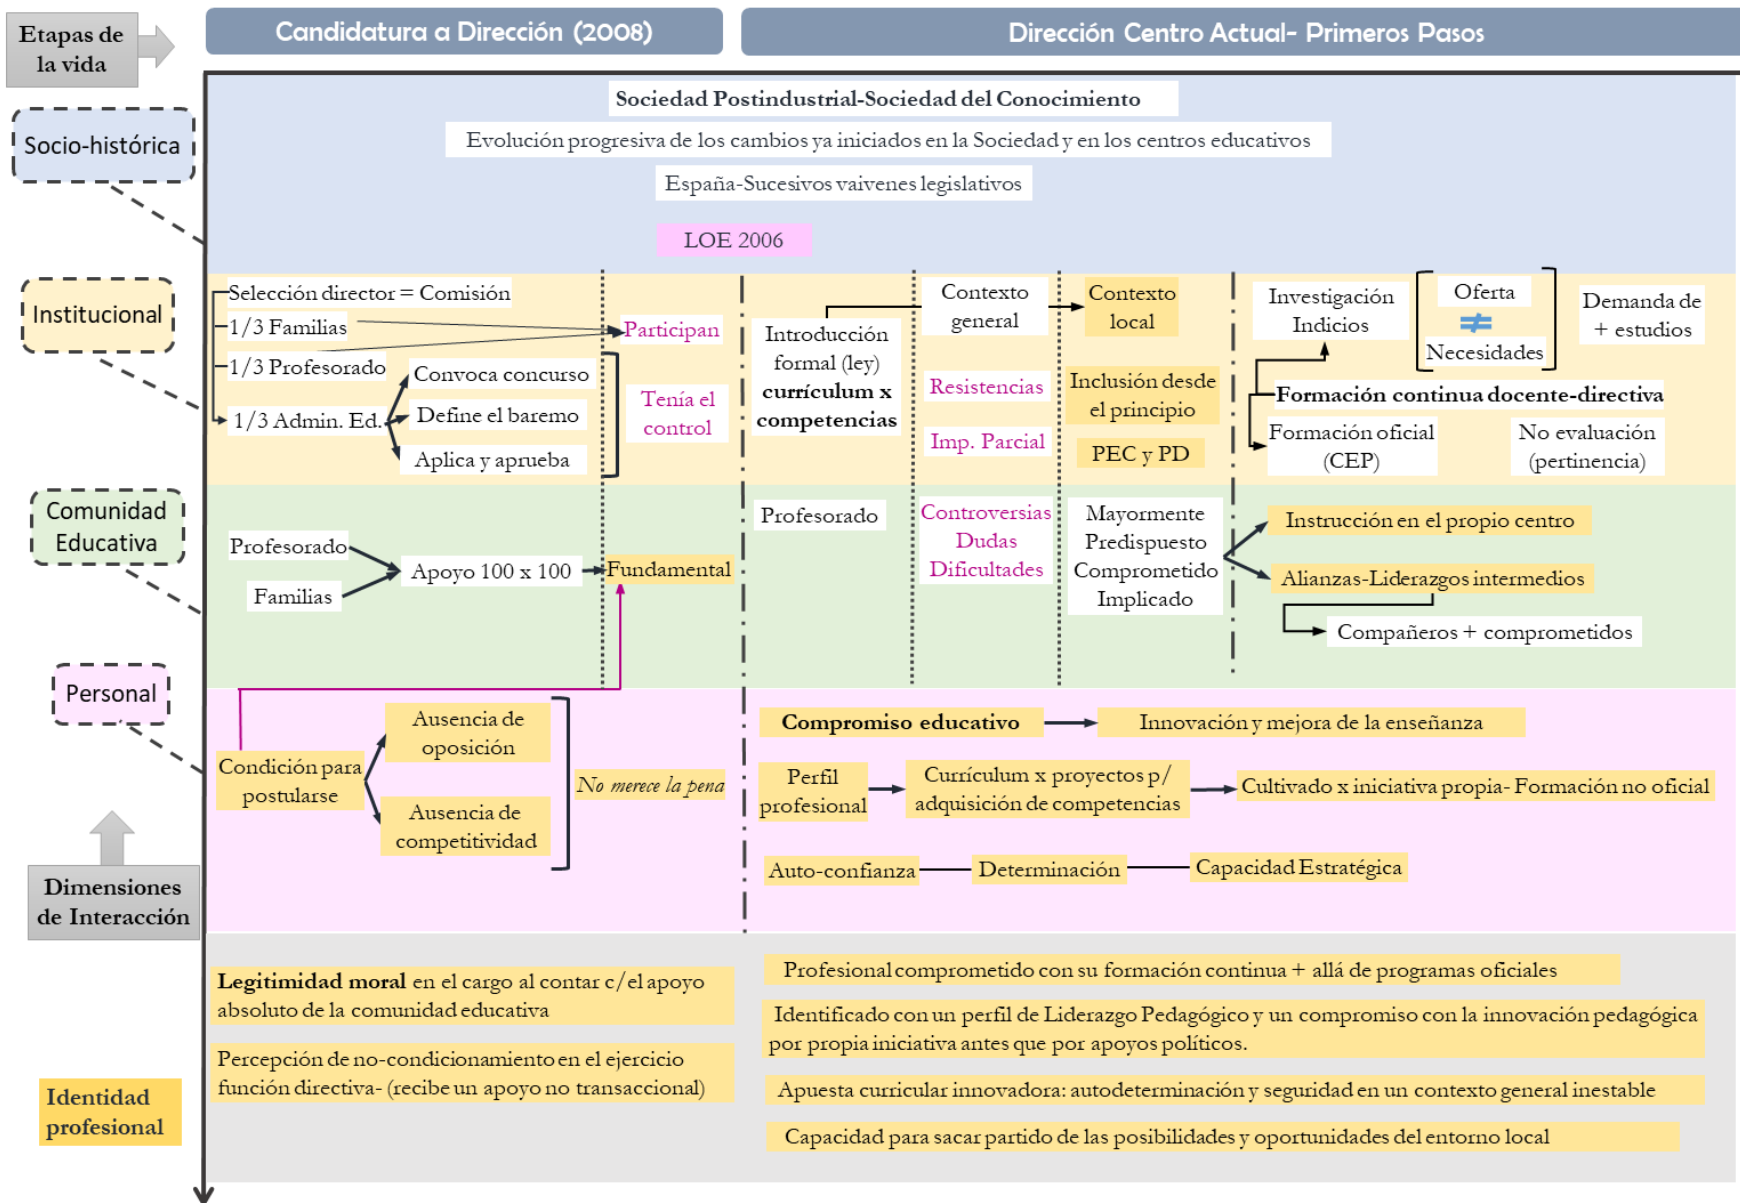 Etapas de
la vida
Candidatura a Dirección (2008)
Dirección Centro Actual- Primeros Pasos
Socio-histórica
Sociedad Postindustrial-Sociedad del Conocimiento
Evolución progresiva de los cambios ya iniciados en la Sociedad y en los centros educativos
España-Sucesivos vaivenes legislativos
LOE 2006
Institucional
Selección director = Comisión
1/3 Familias
1/3 Profesorado
1/3 Admin. Ed.
Convoca concurso
Define el baremo
Aplica y aprueba
Participan
Tenía el
control
Introducción
formal (ley)
currículum x
competencias
Contexto
general
Resistencias
Imp. Parcial
Contexto
local
Inclusión desde
el principio
PEC y PD
Investigación
Indicios
Oferta
≠
Necesidades
Demanda de
+ estudios
Formación continua docente-directiva
Formación oficial
(CEP)
No evaluación
(pertinencia)
Comunidad
Educativa
Profesorado
Familias
Apoyo 100 x 100
Fundamental
Profesorado
Controversias
Dudas
Dificultades
Mayormente
Predispuesto
Comprometido
Implicado
Instrucción en el propio centro
Alianzas-Liderazgos intermedios
Compañeros + comprometidos
Personal
Condición para
postularse
Ausencia de
oposición
Ausencia de
competitividad
No merece la pena
Compromiso educativo
Innovación y mejora de la enseñanza
Perfil
profesional
Currículum x proyectos p/
adquisición de competencias
Cultivado x iniciativa propia- Formación no oficial
Auto-confianza
Determinación
Capacidad Estratégica
Dimensiones
de Interacción
Identidad
profesional
Legitimidad moral en el cargo al contar c/el apoyo
absoluto de la comunidad educativa
Percepción de no-condicionamiento en el ejercicio
función directiva- (recibe un apoyo no transaccional)
Profesional comprometido con su formación continua + allá de programas oficiales
Identificado con un perfil de Liderazgo Pedagógico y un compromiso con la innovación pedagógica
por propia iniciativa antes que por apoyos políticos.
Apuesta curricular innovadora: autodeterminación y seguridad en un contexto general inestable
Capacidad para sacar partido de las posibilidades y oportunidades del entorno local